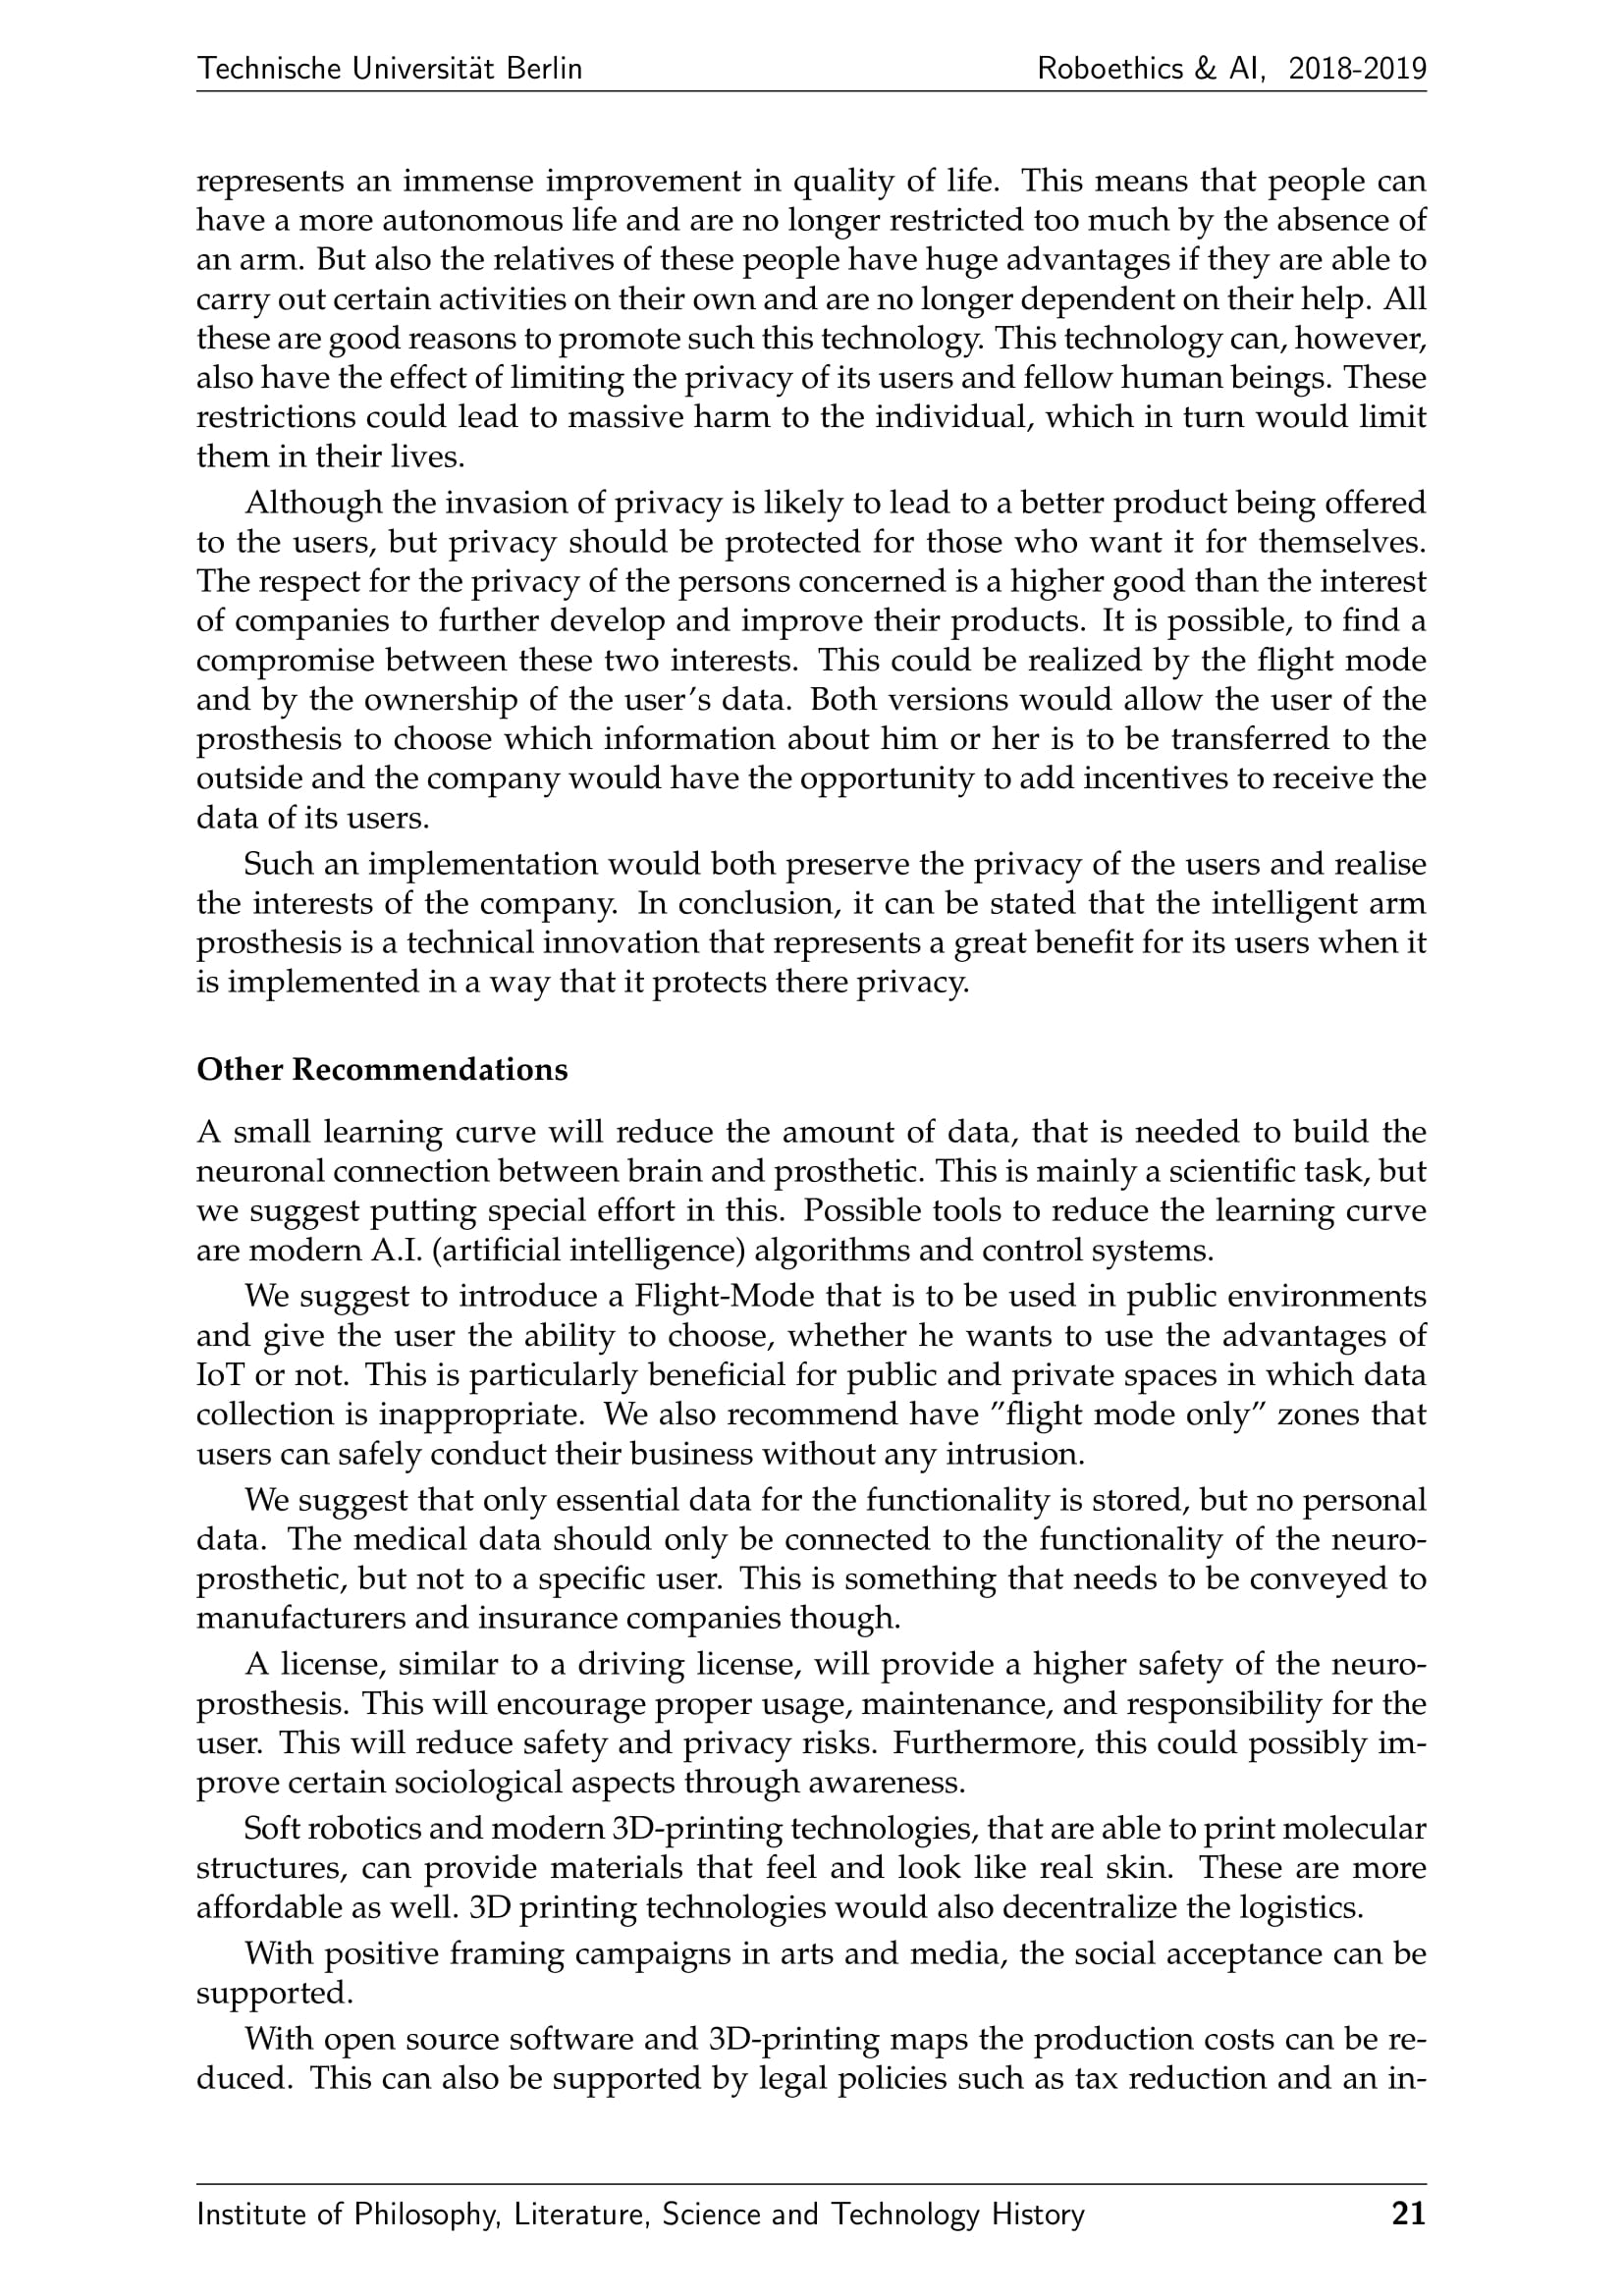 Technische Universität Berlin Roboethics & AI, 2018-2019
represents an immense improvement in quality of life. This means that people can
have a more autonomous life and are no longer restricted too much by the absence of
an arm. But also the relatives of these people have huge advantages if they are able to
carry out certain activities on their own and are no longer dependent on their help. All
these are good reasons to promote such this technology. This technology can, however,
also have the effect of limiting the privacy of its users and fellow human beings. These
restrictions could lead to massive harm to the individual, which in turn would limit
them in their lives.
Although the invasion of privacy is likely to lead to a better product being offered
to the users, but privacy should be protected for those who want it for themselves.
The respect for the privacy of the persons concerned is a higher good than the interest
of companies to further develop and improve their products. It is possible, to find a
compromise between these two interests. This could be realized by the flight mode
and by the ownership of the user's data. Both versions would allow the user of the
prosthesis to choose which information about him or her is to be transferred to the
outside and the company would have the opportunity to add incentives to receive the
data of its users.
Such an implementation would both preserve the privacy of the users and realise
the interests of the company. In conclusion, it can be stated that the intelligent arm
prosthesis is a technical innovation that represents a great benefit for its users when it
is implemented in a way that it protects there privacy.
Other Recommendations
A small learning curve will reduce the amount of data, that is needed to build the
neuronal connection between brain and prosthetic. This is mainly a scientific task, but
we suggest putting special effort in this. Possible tools to reduce the learning curve
are modern A.I. (artificial intelligence) algorithms and control systems.
We suggest to introduce a Flight-Mode that is to be used in public environments
and give the user the ability to choose, whether he wants to use the advantages of
IoT or not. This is particularly beneficial for public and private spaces in which data
collection is inappropriate. We also recommend have ”flight mode only” zones that
users can safely conduct their business without any intrusion.
We suggest that only essential data for the functionality is stored, but no personal
data. The medical data should only be connected to the functionality of the neuro-
prosthetic, but not to a specific user. This is something that needs to be conveyed to
manufacturers and insurance companies though.
A license, similar to a driving license, will provide a higher safety of the neuro-
prosthesis. This will encourage proper usage, maintenance, and responsibility for the
user. This will reduce safety and privacy risks. Furthermore, this could possibly im-
prove certain sociological aspects through awareness.
Soft robotics and modern 3D-printing technologies, that are able to print molecular
structures, can provide materials that feel and look like real skin. These are more
affordable as well. 3D printing technologies would also decentralize the logistics.
With positive framing campaigns in arts and media, the social acceptance can be
supported.
With open source software and 3D-printing maps the production costs can be re-
duced. This can also be supported by legal policies such as tax reduction and an in-
Institute of Philosophy, Literature, Science and Technology History 21